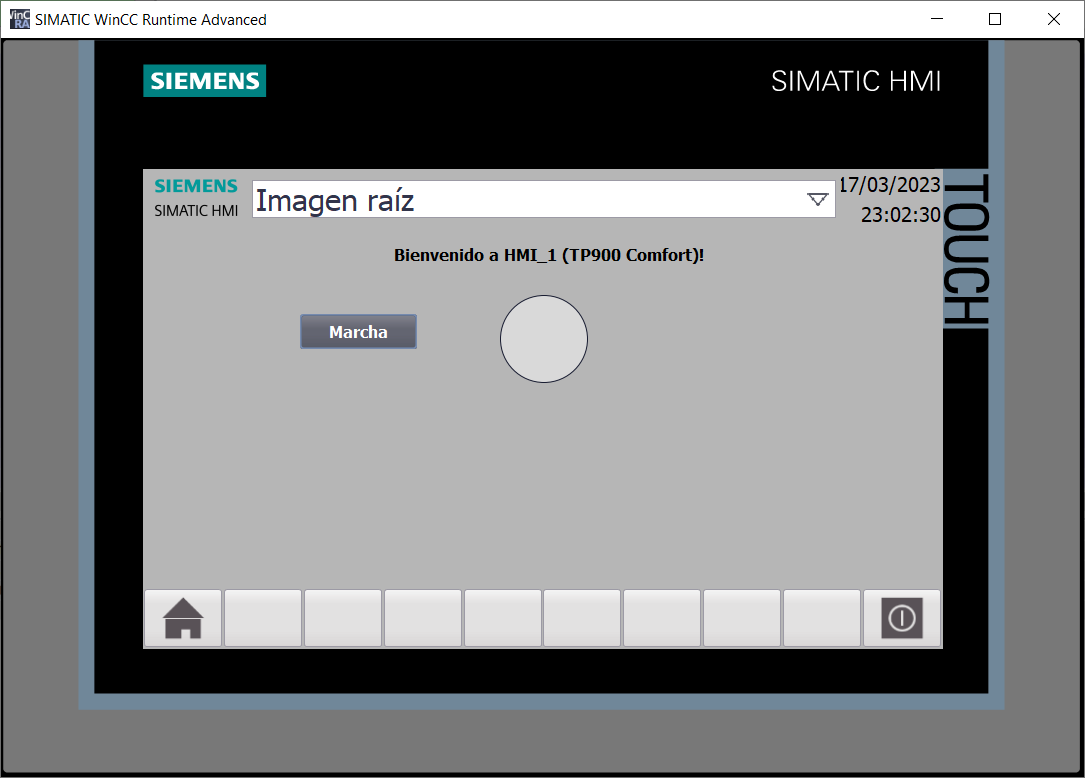 SIMATIC WinCC Runtime Advanced
SIEMENS
SIMATIC HMI
SIEMENS
SIMATIC HMI
Imagen raíz
17/03/2023
23:02:30
TOUCH
Bienvenido a HMI_1 (TP900 Comfort)!
Marcha